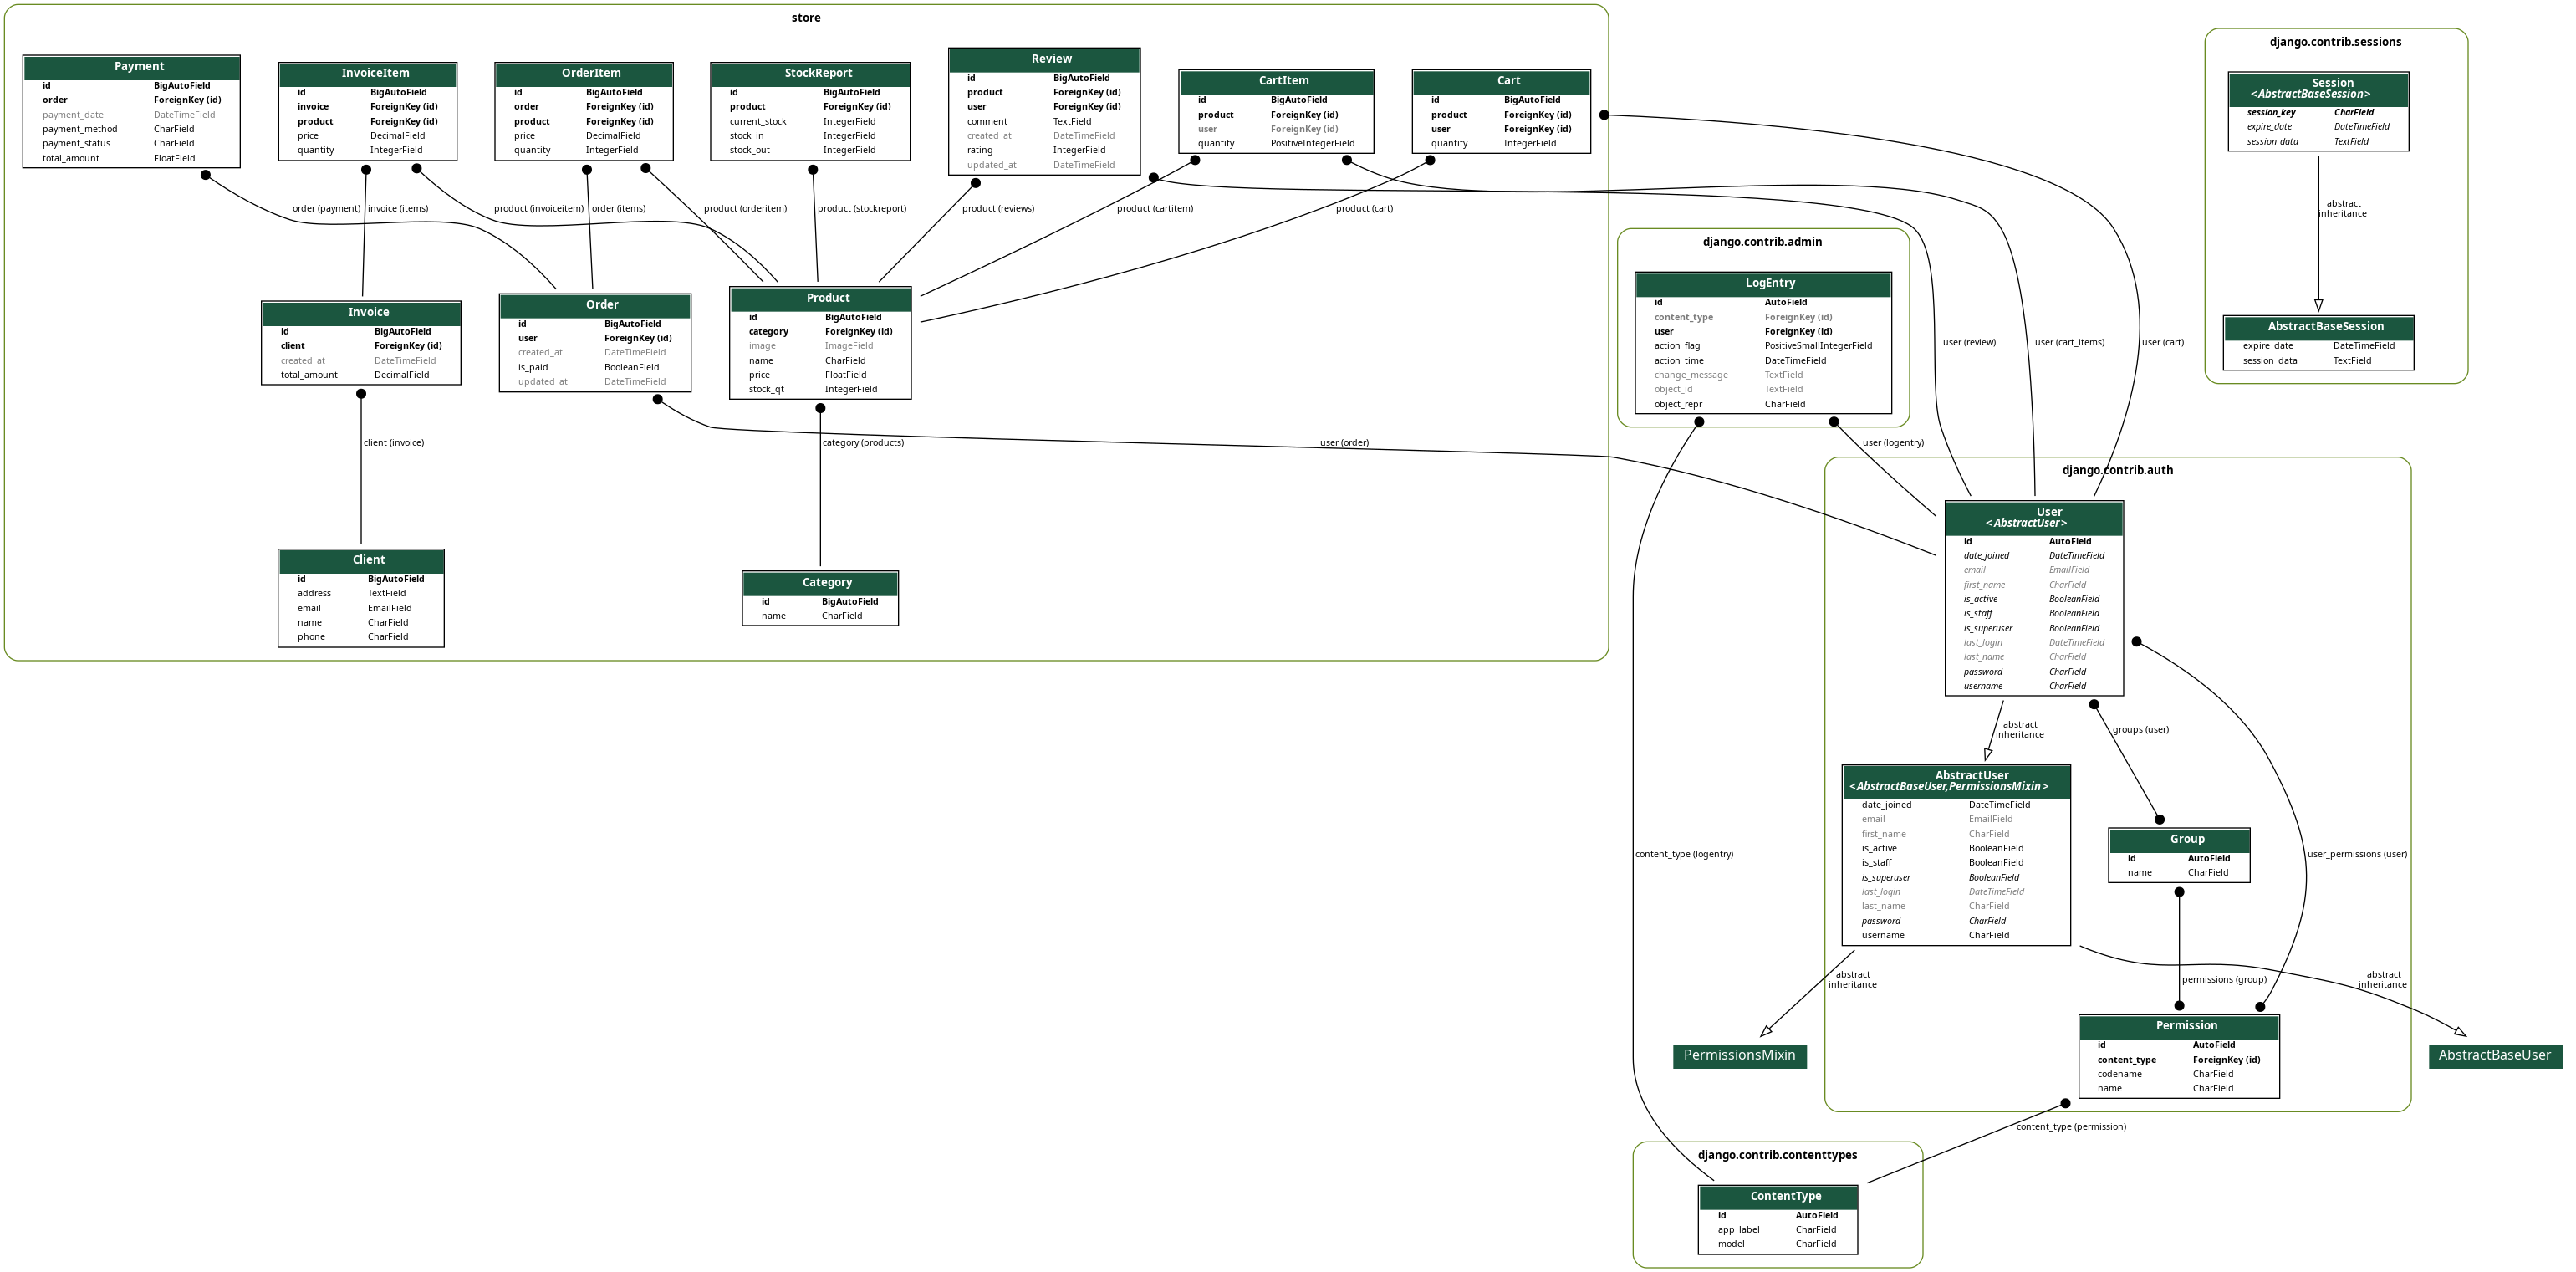 store
Payment
id BigAutoField
order ForeignKey (id)
payment_date DateTimeField
payment_method CharField
payment_status CharField
total_amount FloatField
InvoiceItem
id BigAutoField
invoice ForeignKey (id)
product ForeignKey (id)
price DecimalField
quantity IntegerField
OrderItem
id BigAutoField
order ForeignKey (id)
product ForeignKey (id)
price DecimalField
quantity IntegerField
StockReport
id BigAutoField
product ForeignKey (id)
current_stock IntegerField
stock_in IntegerField
stock_out IntegerField
Review
id BigAutoField
product ForeignKey (id)
user ForeignKey (id)
comment TextField
created_at DateTimeField
rating IntegerField
updated_at DateTimeField
CartItem
id BigAutoField
product ForeignKey (id)
user ForeignKey (id)
quantity PositiveIntegerField
Cart
id BigAutoField
product ForeignKey (id)
user ForeignKey (id)
quantity IntegerField
order (payment)
invoice (items)
product (invoiceitem)
order (items)
product (orderitem)
product (stockreport)
product (reviews)
product (cartitem)
product (cart)
Invoice
id BigAutoField
client ForeignKey (id)
created_at DateTimeField
total_amount DecimalField
Order
id BigAutoField
user ForeignKey (id)
created_at DateTimeField
is_paid BooleanField
updated_at DateTimeField
Product
id BigAutoField
category ForeignKey (id)
image ImageField
name CharField
price FloatField
stock_qt IntegerField
client (invoice)
category (products)
user (order)
Client
id BigAutoField
address TextField
email EmailField
name CharField
phone CharField
Category
id BigAutoField
name CharField
django.contrib.admin
LogEntry
id AutoField
content_type ForeignKey (id)
user ForeignKey (id)
action_flag PositiveSmallIntegerField
action_time DateTimeField
change_message TextField
object_id TextField
object_repr CharField
user (review)
user (cart_items)
user (cart)
user (logentry)
content_type (logentry)
django.contrib.sessions
Session
<AbstractBaseSession>
session_key CharField
expire_date DateTimeField
session_data TextField
abstract
inheritance
AbstractBaseSession
expire_date DateTimeField
session_data TextField
django.contrib.auth
User
<AbstractUser>
id AutoField
date_joined DateTimeField
email EmailField
first_name CharField
is_active BooleanField
is_staff BooleanField
is_superuser BooleanField
last_login DateTimeField
last_name CharField
password CharField
username CharField
abstract
inheritance
groups (user)
user_permissions (user)
AbstractUser
<AbstractBaseUser,PermissionsMixin>
date_joined DateTimeField
email EmailField
first_name CharField
is_active BooleanField
is_staff BooleanField
is_superuser BooleanField
last_login DateTimeField
last_name CharField
password CharField
username CharField
Group
id AutoField
name CharField
abstract
inheritance
permissions (group)
abstract
inheritance
PermissionsMixin
Permission
id AutoField
content_type ForeignKey (id)
codename CharField
name CharField
AbstractBaseUser
content_type (permission)
django.contrib.contenttypes
ContentType
id AutoField
app_label CharField
model CharField